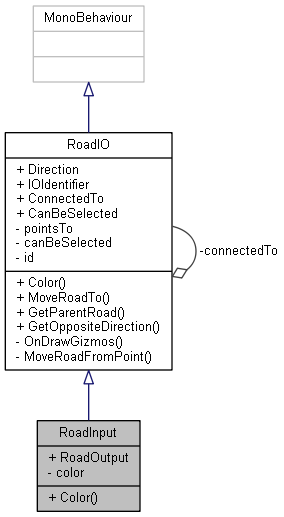 MonoBehaviour
RoadIO
+ Direction
+ IOIdentifier
+ ConnectedTo
+ CanBeSelected
- pointsTo
- canBeSelected
- id
+ Color()
+ MoveRoadTo()
+ GetParentRoad()
+ GetOppositeDirection()
- OnDrawGizmos()
- MoveRoadFromPoint()
-connectedTo
RoadInput
+ RoadOutput
- color
+ Color()